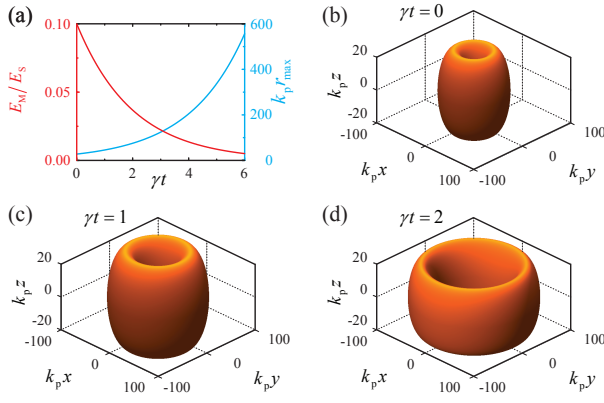 (a)
0.10
0.05
0.00
E_M/E_S
600
400
200
0
k_p r_max
0 2 4 6
γt
(b)
γt = 0
20
0
-20
-100
k_p z
0
100
k_p x
-100
0
100
k_p y
(c)
γt = 1
20
0
-20
-100
k_p z
0
100
k_p x
-100
0
100
k_p y
(d)
γt = 2
20
0
-20
-100
k_p z
0
100
k_p x
-100
0
100
k_p y